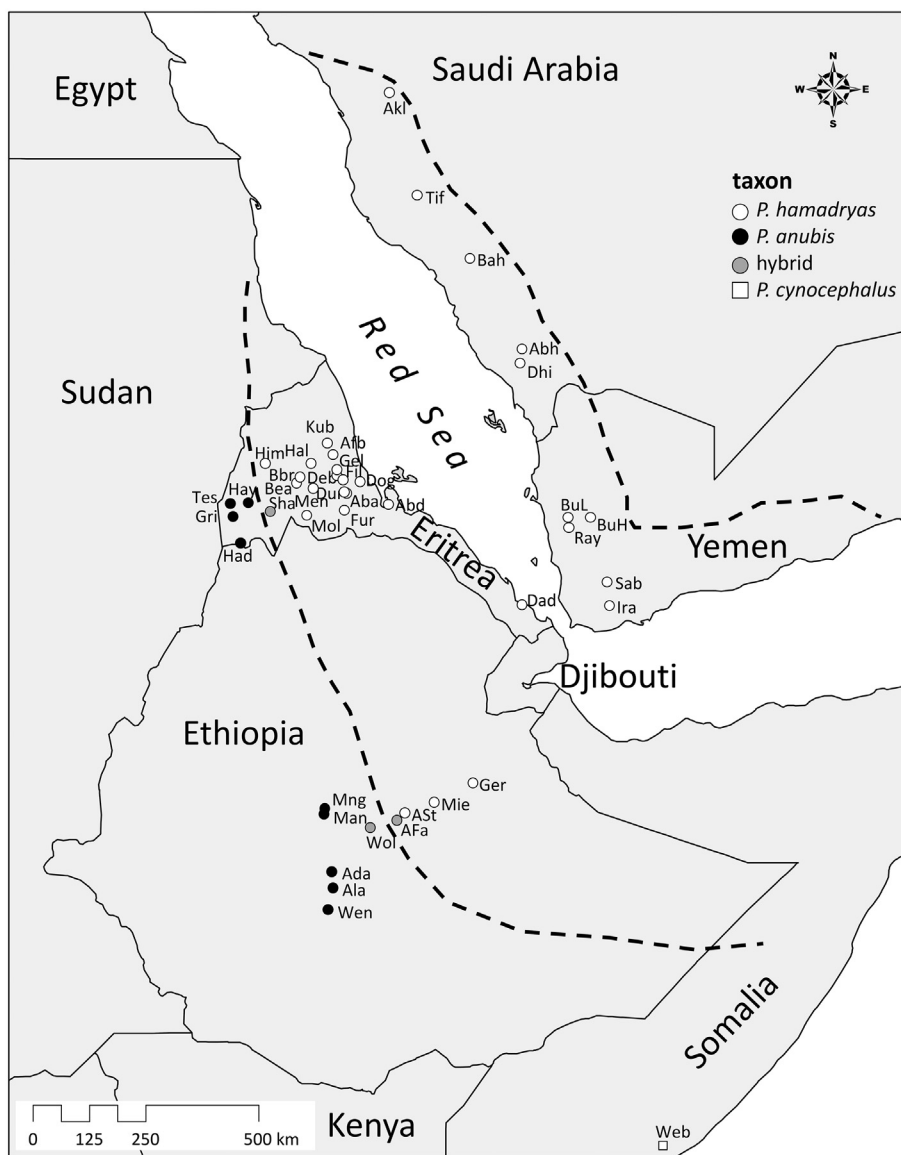 Egypt
Saudi Arabia
N
W
E
S
Akl
taxon
P. hamadryas
P. anubis
hybrid
P. cynocephalus
Tif
Bah
Red Sea
Abh
Dhi
Sudan
Kub
Afb
Him
Hal
Gel
Bbr
Deb
Fil
Dog
Tes
Hay
Bea
Dur
Gri
Sha
Men
Aba
Abd
Mol
Fur
Had
Eritrea
BuL
BuH
Ray
Yemen
Sab
Ira
Dad
Djibouti
Ethiopia
Ger
Mng
Mie
Man
ASt
AFa
Wol
Ada
Ala
Wen
Somalia
Kenya
Web
0
125
250
500 km